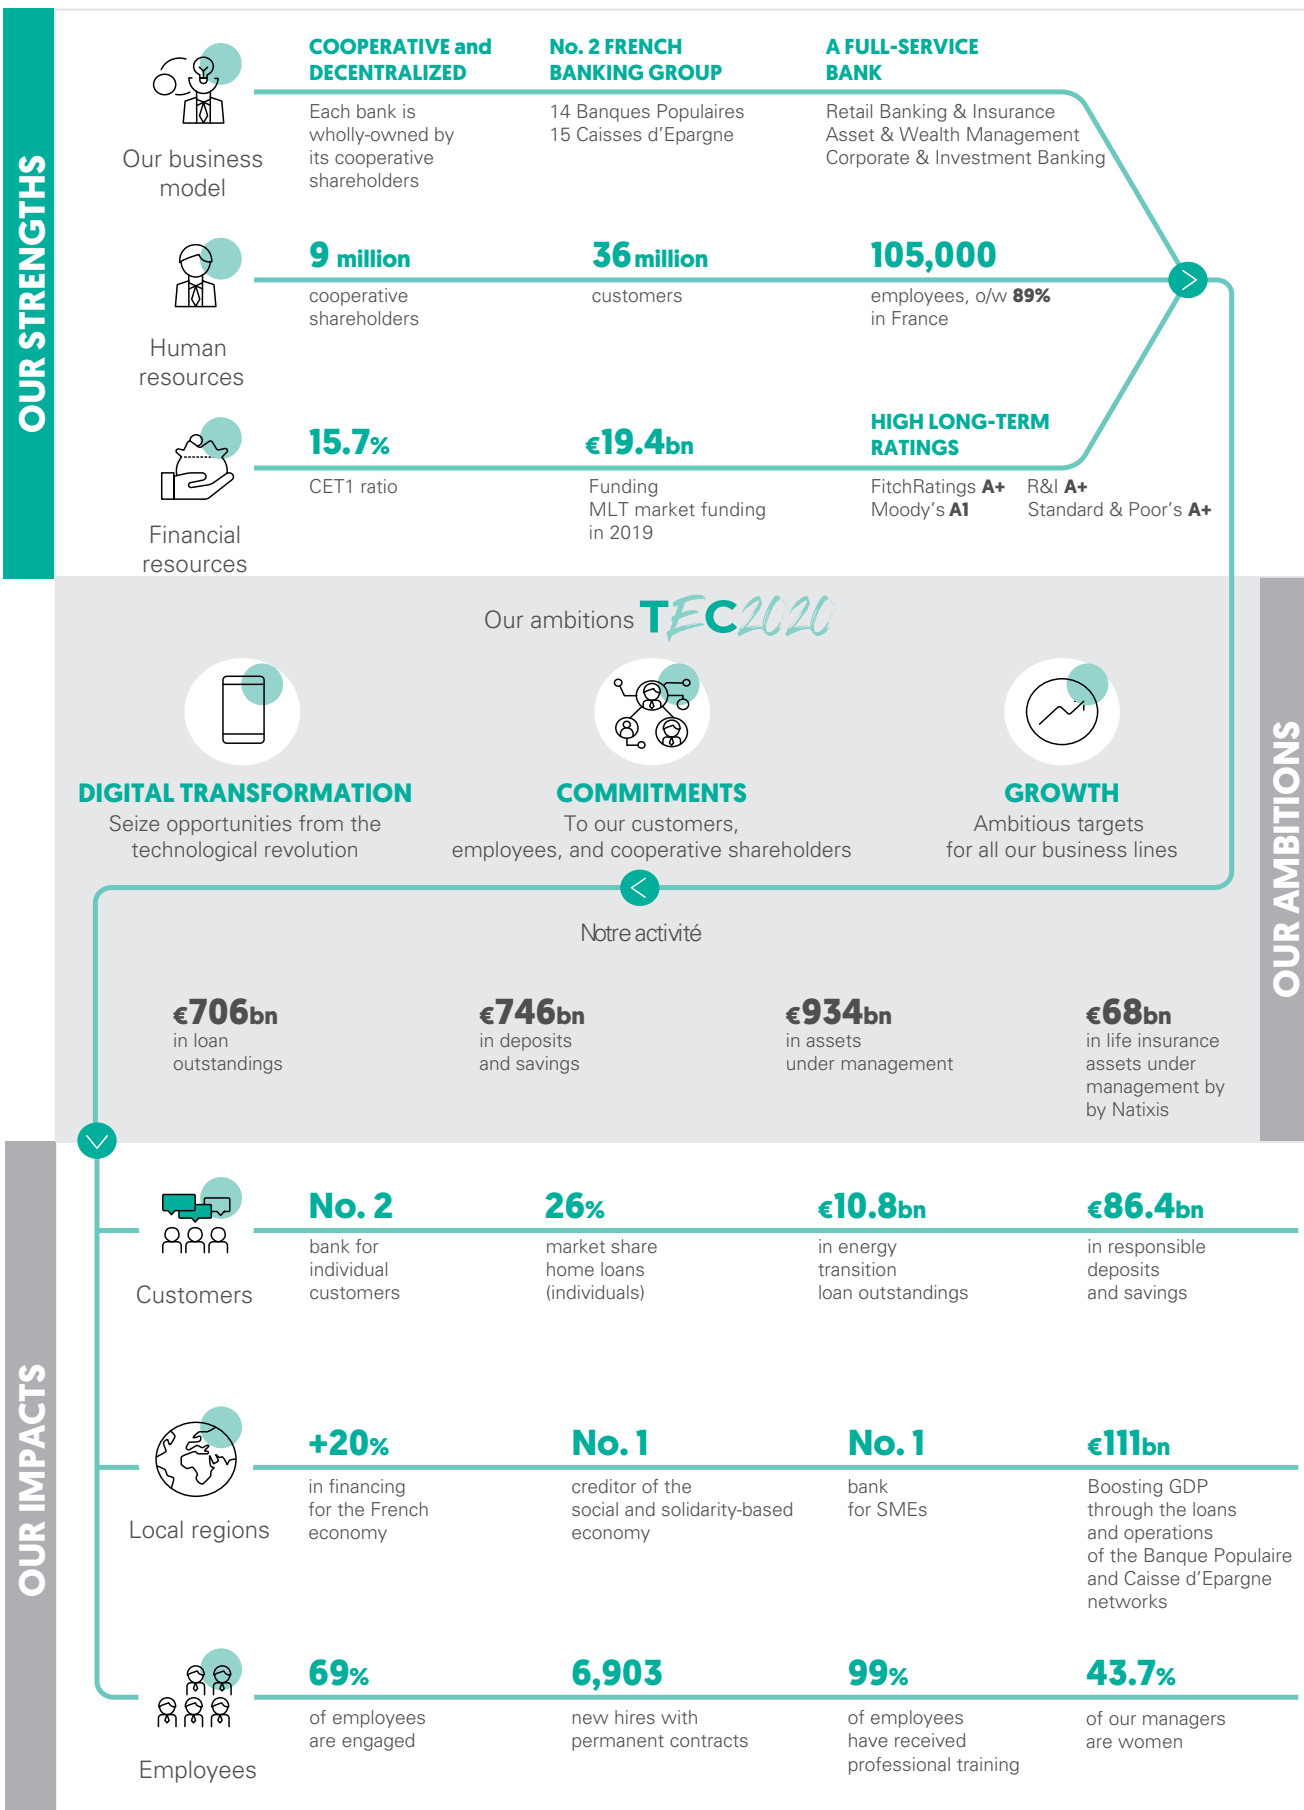 OUR STRENGTHS
Our business
model
COOPERATIVE and
DECENTRALIZED
Each bank is
wholly-owned by
its cooperative
shareholders
No. 2 FRENCH
BANKING GROUP
14 Banques Populaires
15 Caisses d'Epargne
A FULL-SERVICE
BANK
Retail Banking & Insurance
Asset & Wealth Management
Corporate & Investment Banking
Human
resources
9 million
cooperative
shareholders
36 million
customers
105,000
employees, o/w 89%
in France
Financial
resources
15.7%
CET1 ratio
€19.4bn
Funding
MLT market funding
in 2019
HIGH LONG-TERM
RATINGS
FitchRatings A+
Moody's A1
R&I A+
Standard & Poor's A+
OUR AMBITIONS
Our ambitions TEC2020
DIGITAL TRANSFORMATION
Seize opportunities from the
technological revolution
COMMITMENTS
To our customers,
employees, and cooperative shareholders
GROWTH
Ambitious targets
for all our business lines
Notre activité
€706bn
in loan
outstandings
€746bn
in deposits
and savings
€934bn
in assets
under management
€68bn
in life insurance
assets under
management by
by Natixis
OUR IMPACTS
Customers
No. 2
bank for
individual
customers
26%
market share
home loans
(individuals)
€10.8bn
in energy
transition
loan outstandings
€86.4bn
in responsible
deposits
and savings
Local regions
+20%
in financing
for the French
economy
No. 1
creditor of the
social and solidarity-based
economy
No. 1
bank
for SMEs
€111bn
Boosting GDP
through the loans
and operations
of the Banque Populaire
and Caisse d'Epargne
networks
Employees
69%
of employees
are engaged
6,903
new hires with
permanent contracts
99%
of employees
have received
professional training
43.7%
of our managers
are women